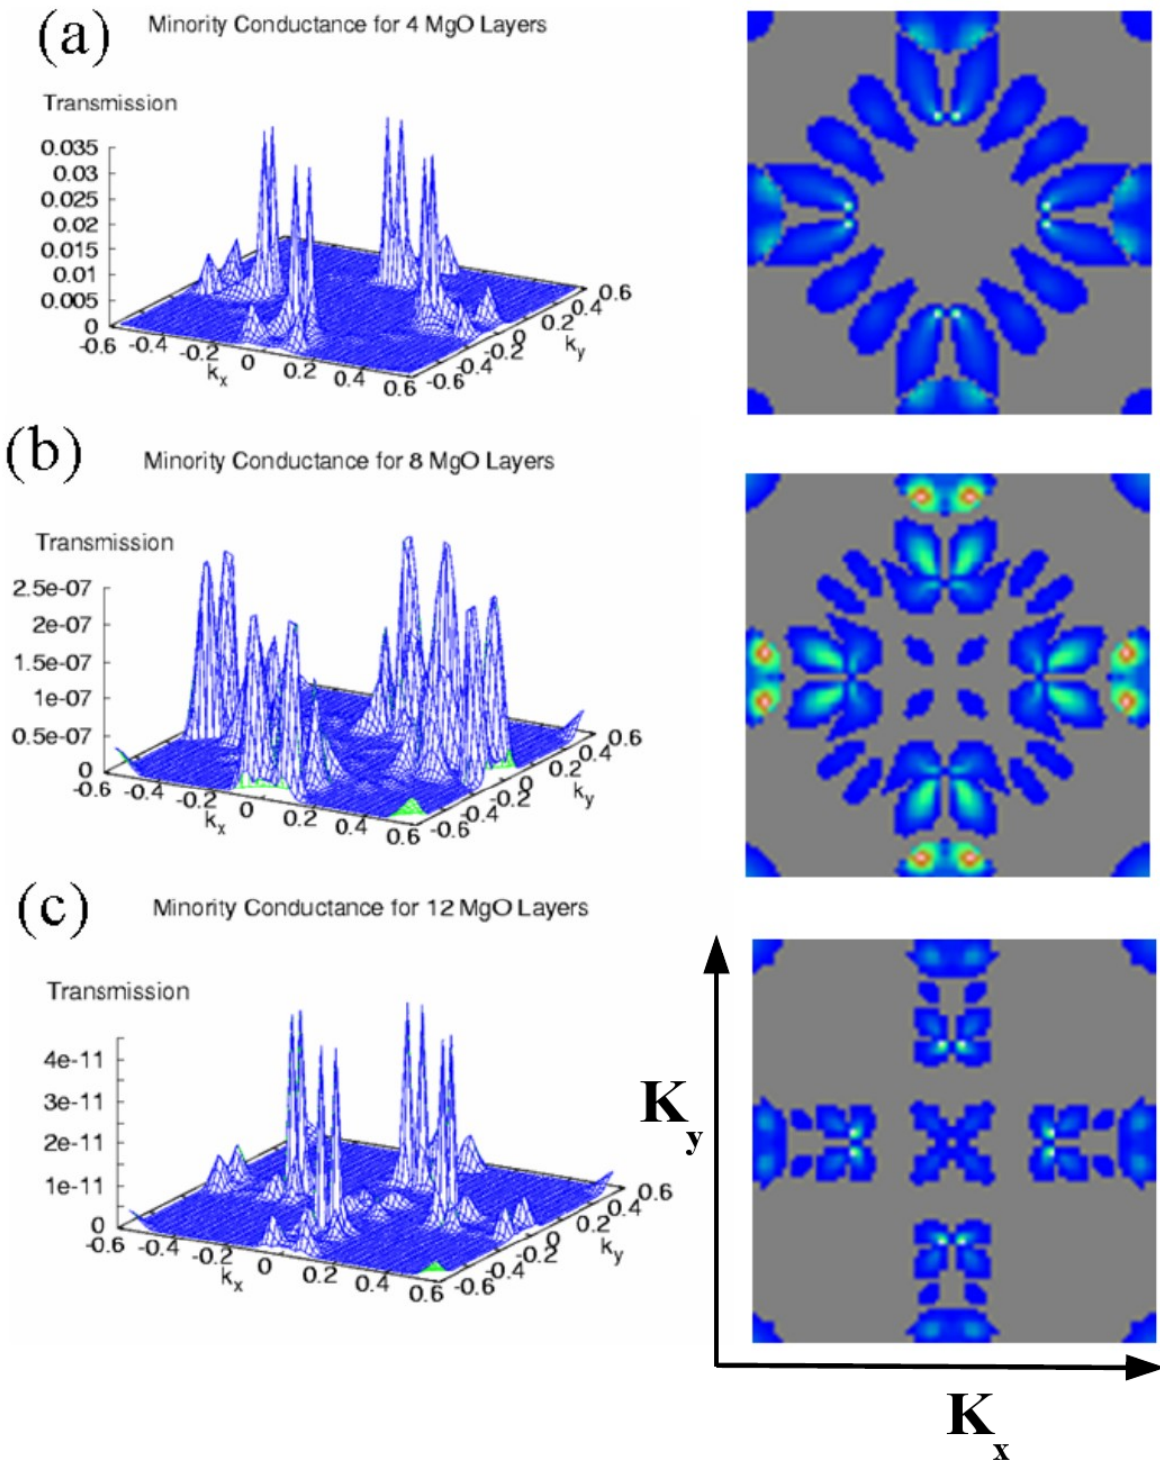 (a)
Minority Conductance for 4 MgO Layers
Transmission
0.035
0.03
0.025
0.02
0.015
0.01
0.005
0
-0.6 -0.4 -0.2 0 0.2 0.4 0.6
kx
-0.6 -0.4 -0.2 0 0.2 0.4 0.6
ky
(b)
Minority Conductance for 8 MgO Layers
Transmission
2.5e-07
2e-07
1.5e-07
1e-07
0.5e-07
0
-0.6 -0.4 -0.2 0 0.2 0.4 0.6
kx
-0.6 -0.4 -0.2 0 0.2 0.4 0.6
ky
(c)
Minority Conductance for 12 MgO Layers
Transmission
4e-11
3e-11
2e-11
1e-11
0
-0.6 -0.4 -0.2 0 0.2 0.4 0.6
kx
-0.6 -0.4 -0.2 0 0.2 0.4 0.6
ky
Ky
Kx